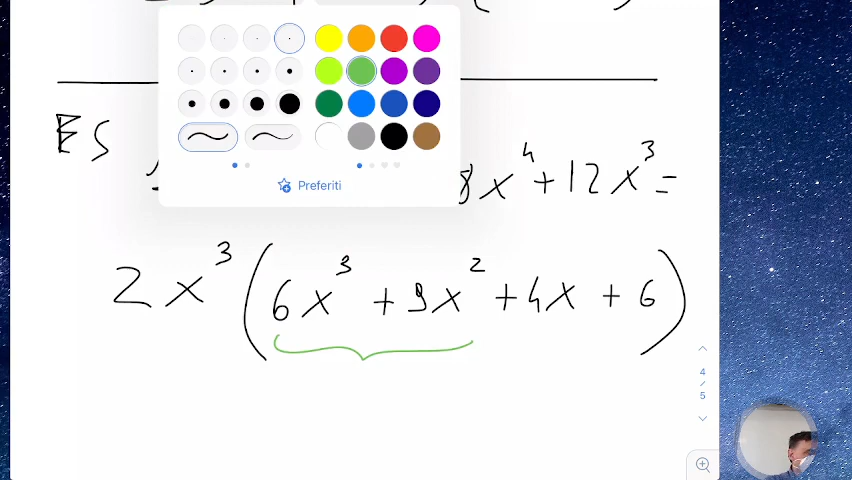 Preferiti
ES
8x⁴ + 12x³ =
2x³ (6x³ + 9x² + 4x + 6)
4
/
5